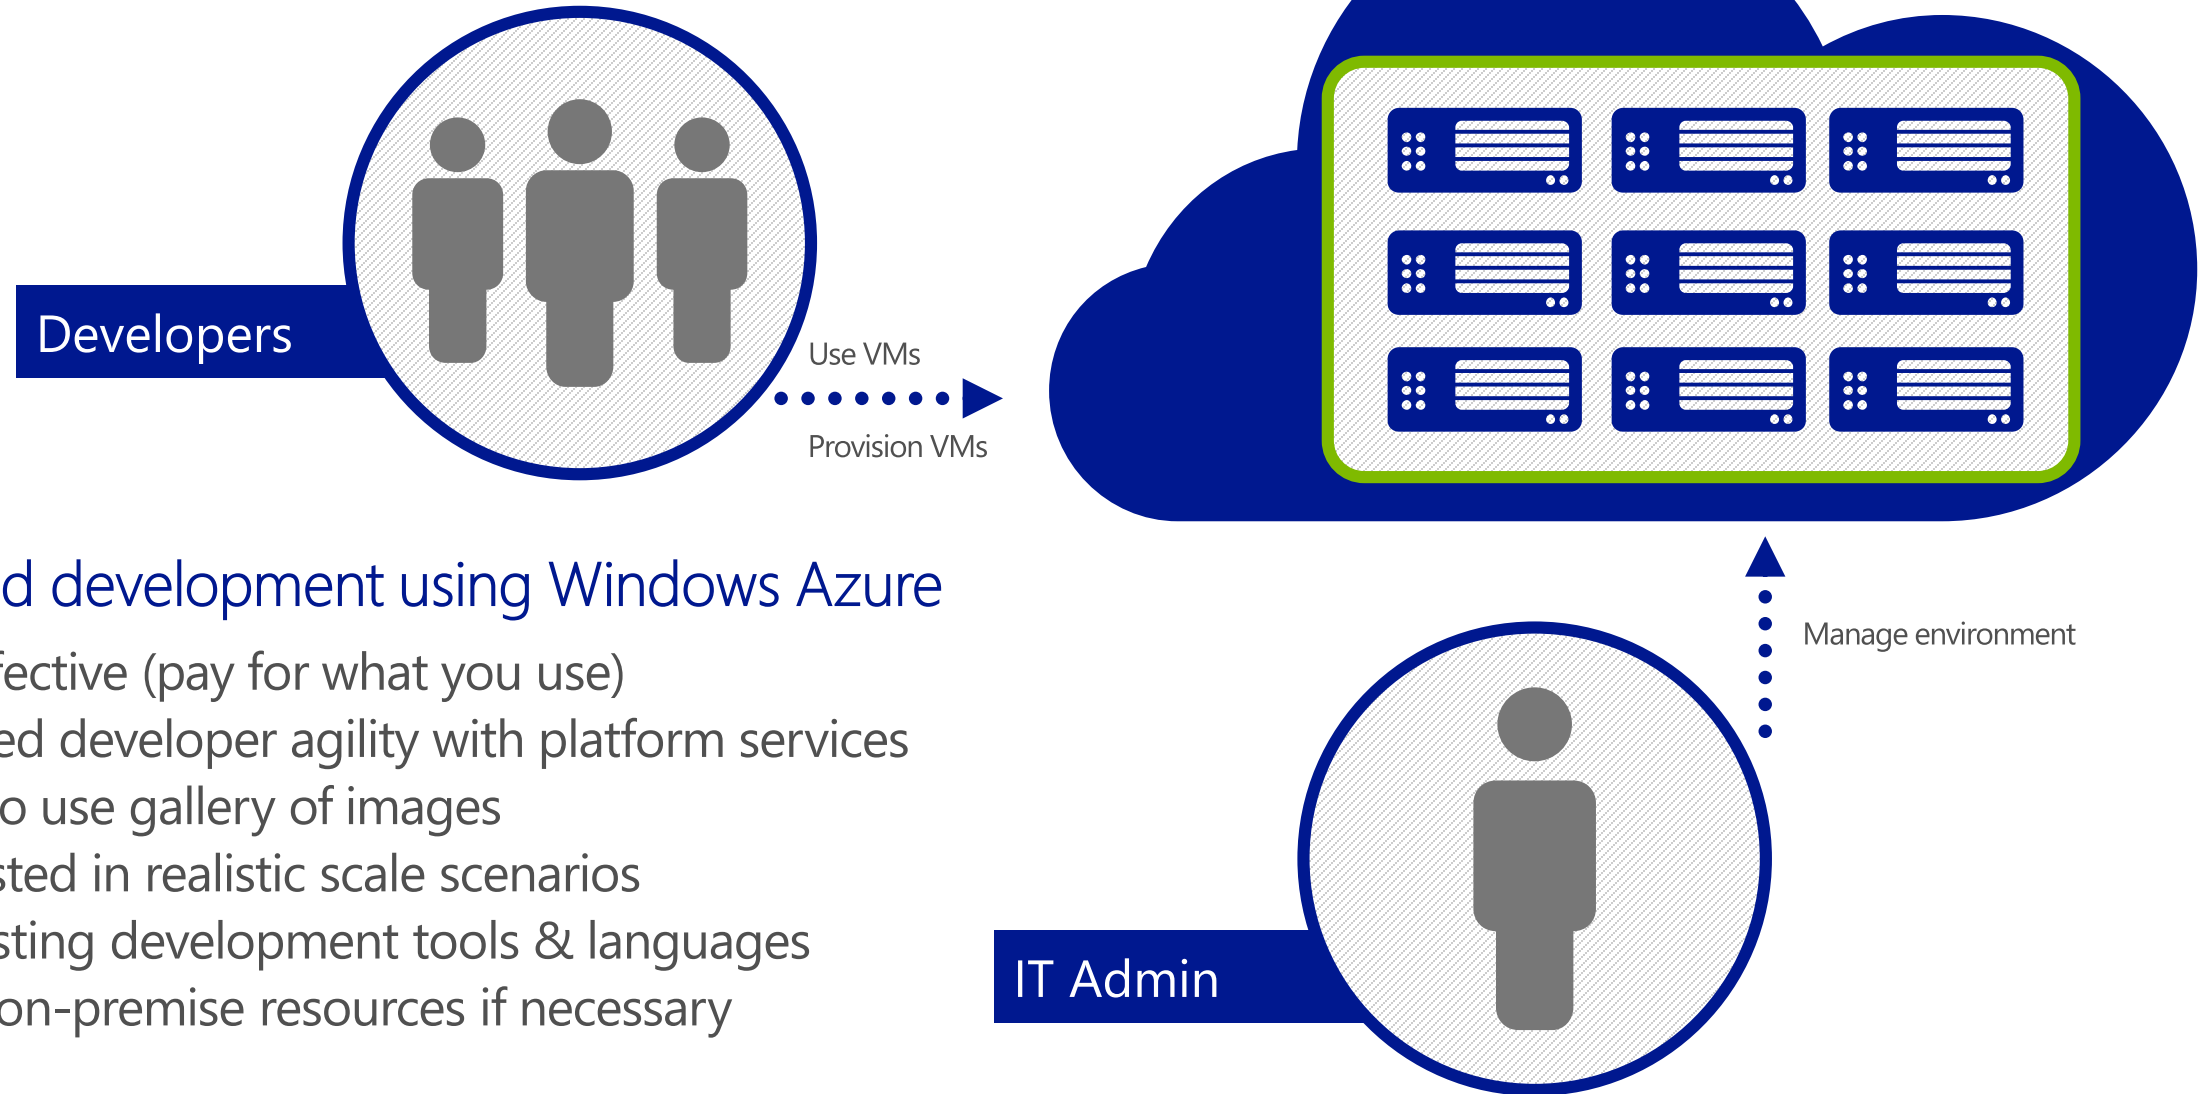 Developers
Use VMs
Provision VMs
d development using Windows Azure
fective (pay for what you use)
ed developer agility with platform services
o use gallery of images
sted in realistic scale scenarios
sting development tools & languages
on-premise resources if necessary
Manage environment
IT Admin